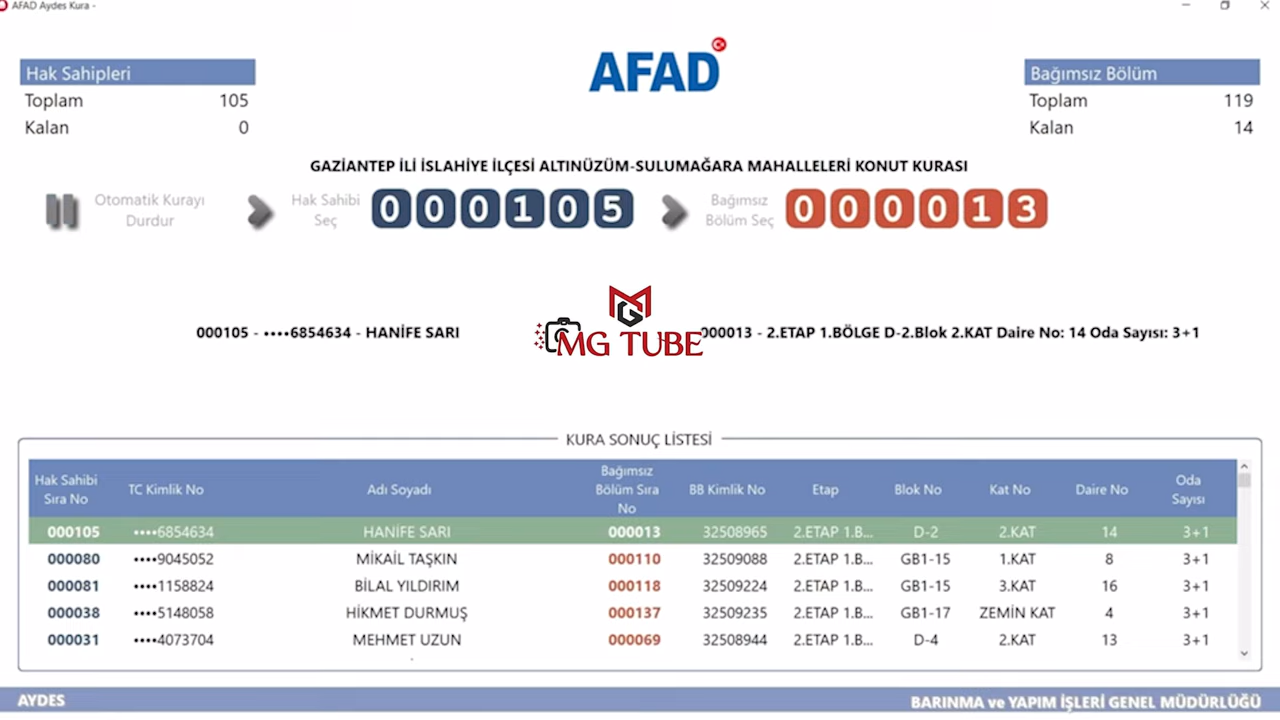 AFAD Aydes Kura -
AFAD
Hak Sahipleri
Toplam 105
Kalan 0
Bağımsız Bölüm
Toplam 119
Kalan 14
GAZİANTEP İLİ İSLAHİYE İLÇESİ ALTINÜZÜM-SULUMAĞARA MAHALLELERİ KONUT KURASI
Otomatik Kurayı
Durdur
Hak Sahibi
Seç
000105
Bağımsız
Bölüm Seç
000013
000105 - ••••6854634 - HANİFE SARI
MG TUBE
000013 - 2.ETAP 1.BÖLGE D-2.Blok 2.KAT Daire No: 14 Oda Sayısı: 3+1
KURA SONUÇ LİSTESİ
Hak Sahibi
Sıra No
TC Kimlik No
Adı Soyadı
Bağımsız
Bölüm Sıra
No
BB Kimlik No
Etap
Blok No
Kat No
Daire No
Oda
Sayısı
000105 ••••6854634 HANİFE SARI 000013 32508965 2.ETAP 1.B... D-2 2.KAT 14 3+1
000080 ••••9045052 MİKAİL TAŞKIN 000110 32509088 2.ETAP 1.B... GB1-15 1.KAT 8 3+1
000081 ••••1158824 BİLAL YILDIRIM 000118 32509224 2.ETAP 1.B... GB1-15 3.KAT 16 3+1
000038 ••••5148058 HİKMET DURMUŞ 000137 32509235 2.ETAP 1.B... GB1-17 ZEMİN KAT 4 3+1
000031 ••••4073704 MEHMET UZUN 000069 32508944 2.ETAP 1.B... D-4 2.KAT 13 3+1
AYDES
BARINMA ve YAPIM İŞLERİ GENEL MÜDÜRLÜĞÜ